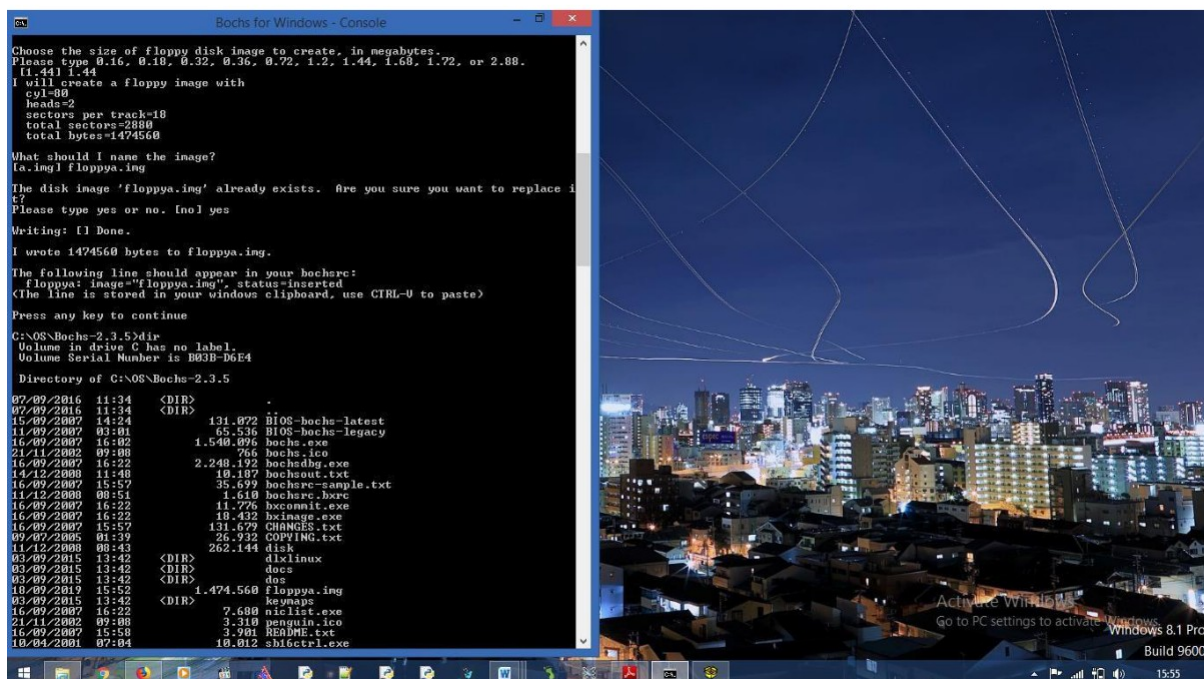 Bochs for Windows - Console
Choose the size of floppy disk image to create, in megabytes.
Please type 0.16, 0.18, 0.32, 0.36, 0.72, 1.2, 1.44, 1.68, 1.72, or 2.88.
[1.44] 1.44
I will create a floppy image with
cyl=80
heads=2
sectors per track=18
total sectors=2880
total bytes=1474560
What should I name the image?
[a.img] floppya.img
The disk image 'floppya.img' already exists.  Are you sure you want to replace i
t?
Please type yes or no. [no] yes
Writing: [] Done.
I wrote 1474560 bytes to floppya.img.
The following line should appear in your bochsrc:
floppya: image="floppya.img", status=inserted
(The line is stored in your windows clipboard, use CTRL-V to paste)
Press any key to continue
C:\OS\Bochs-2.3.5>dir
Volume in drive C has no label.
Volume Serial Number is B03B-D6E4
Directory of C:\OS\Bochs-2.3.5
07/09/2016  11:34    <DIR>          .
07/09/2016  11:34    <DIR>          ..
15/09/2007  14:24           131.072 BIOS-bochs-latest
11/09/2007  03:01            65.536 BIOS-bochs-legacy
16/09/2007  16:02         1.540.096 bochs.exe
21/11/2002  09:08               766 bochs.ico
16/09/2007  16:22         2.248.192 bochsdbg.exe
14/12/2008  11:48            10.187 bochsout.txt
16/09/2007  15:57            35.699 bochsrc-sample.txt
11/12/2008  08:51             1.610 bochsrc.bxrc
16/09/2007  16:22            11.776 bxcommit.exe
16/09/2007  16:22            18.432 bximage.exe
16/09/2007  15:57           131.679 CHANGES.txt
09/07/2005  01:39            26.932 COPYING.txt
11/12/2008  08:43           262.144 disk
03/09/2015  13:42    <DIR>          dlxlinux
03/09/2015  13:42    <DIR>          docs
03/09/2015  13:42    <DIR>          dos
18/09/2019  15:52         1.474.560 floppya.img
03/09/2015  13:42    <DIR>          keymaps
16/09/2007  16:22             7.680 niclist.exe
21/11/2002  09:08             3.310 penguin.ico
16/09/2007  15:58             3.901 README.txt
10/04/2001  07:04            10.012 sb16ctrl.exe
Activate Windows
Go to PC settings to activate Windows.
Windows 8.1 Pro
Build 9600
15:55